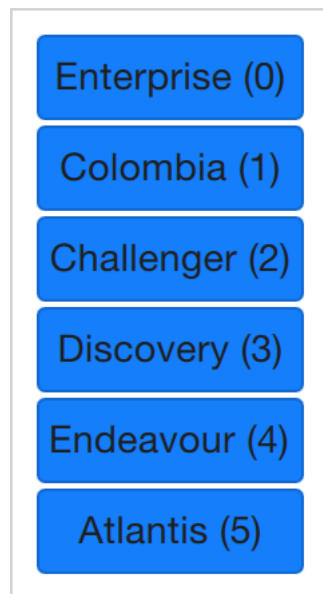 Enterprise (0)
Colombia (1)
Challenger (2)
Discovery (3)
Endeavour (4)
Atlantis (5)